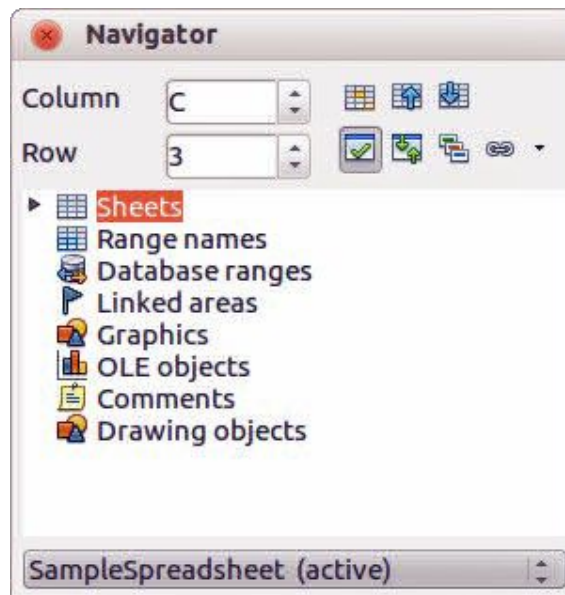 Navigator
Column C
Row 3
Sheets
Range names
Database ranges
Linked areas
Graphics
OLE objects
Comments
Drawing objects
SampleSpreadsheet (active)